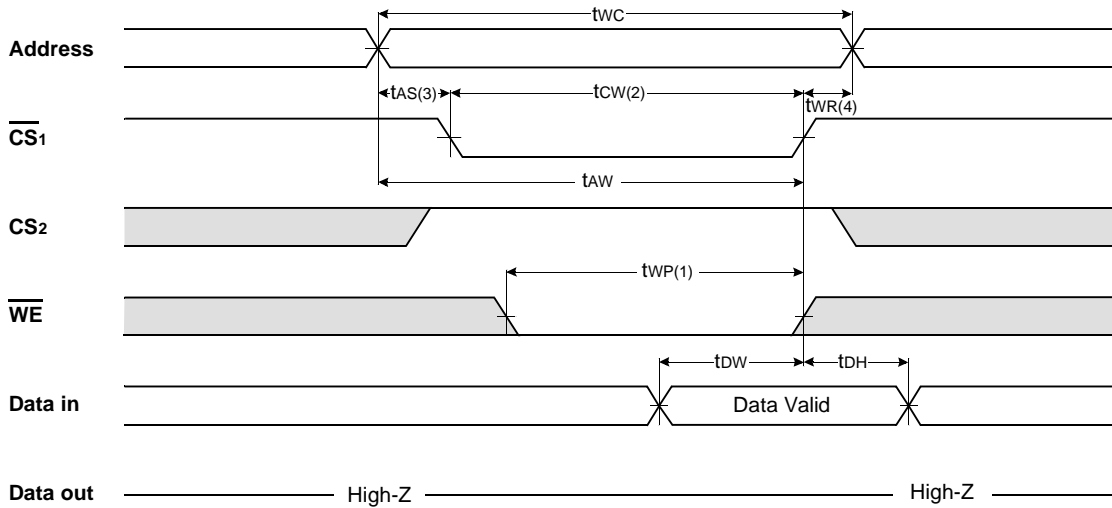 tWC
Address
tAS(3)
tCW(2)
tWR(4)
CS1
tAW
CS2
tWP(1)
WE
tDW
tDH
Data in
Data Valid
Data out
High-Z
High-Z